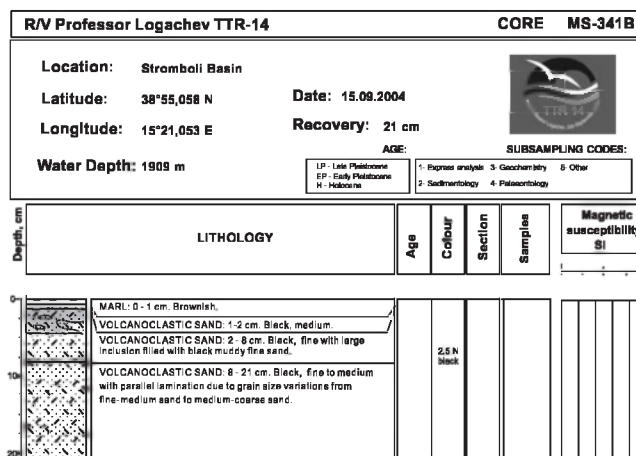 R/V Professor Logachev TTR-14 CORE MS-341B
Location: Stromboli Basin
Latitude: 38°55,058 N
Date: 15.09.2004
Longitude: 15°21,053 E
Recovery: 21 cm
Water Depth: 1909 m
TTR-14
AGE:
LP - Late Pleistocene
EP - Early Pleistocene
H - Holocene
SUBSAMPLING CODES:
1- Express analysis 3- Geochemistry 5- Other
2- Sedimentology 4- Palaeontology
Depth, cm
LITHOLOGY
Age
Colour
Section
Samples
Magnetic
susceptibility
SI
0
10
20
MARL: 0 - 1 cm. Brownish.
VOLCANOCLASTIC SAND: 1-2 cm. Black, medium.
VOLCANOCLASTIC SAND: 2 - 8 cm. Black, fine with large
inclusion filled with black muddy fine sand.
VOLCANOCLASTIC SAND: 8 - 21 cm. Black, fine to medium
with parallel lamination due to grain size variations from
fine-medium sand to medium-coarse sand.
2.5 N
black